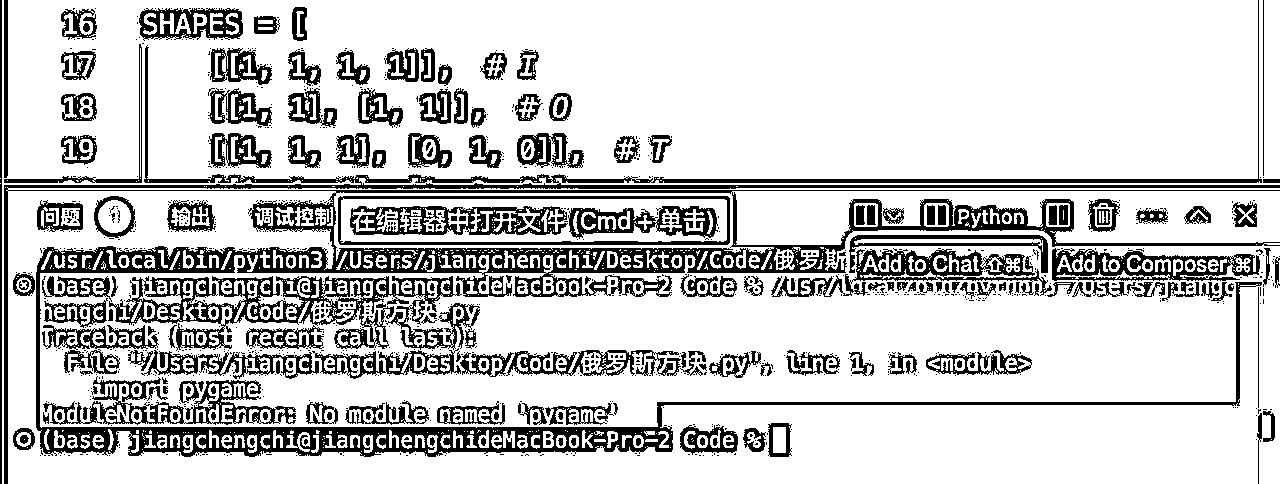 16 SHAPES = [
17 [[1, 1, 1, 1]], # I
18 [[1, 1], [1, 1]], # O
19 [[1, 1, 1], [0, 1, 0]], # T
问题 1 输出 调试控制 在编辑器中打开文件 (Cmd + 单击) Python
/usr/local/bin/python3 /Users/jiangchengchi/Desktop/Code/俄罗斯 Add to Chat ⇧⌘L Add to Composer ⌘I
(base) jiangchengchi@jiangchengchideMacBook-Pro-2 Code % /usr/local/bin/python3 /Users/jiangc
hengchi/Desktop/Code/俄罗斯方块.py
Traceback (most recent call last):
File "/Users/jiangchengchi/Desktop/Code/俄罗斯方块.py", line 1, in <module>
import pygame
ModuleNotFoundError: No module named 'pygame'
(base) jiangchengchi@jiangchengchideMacBook-Pro-2 Code %